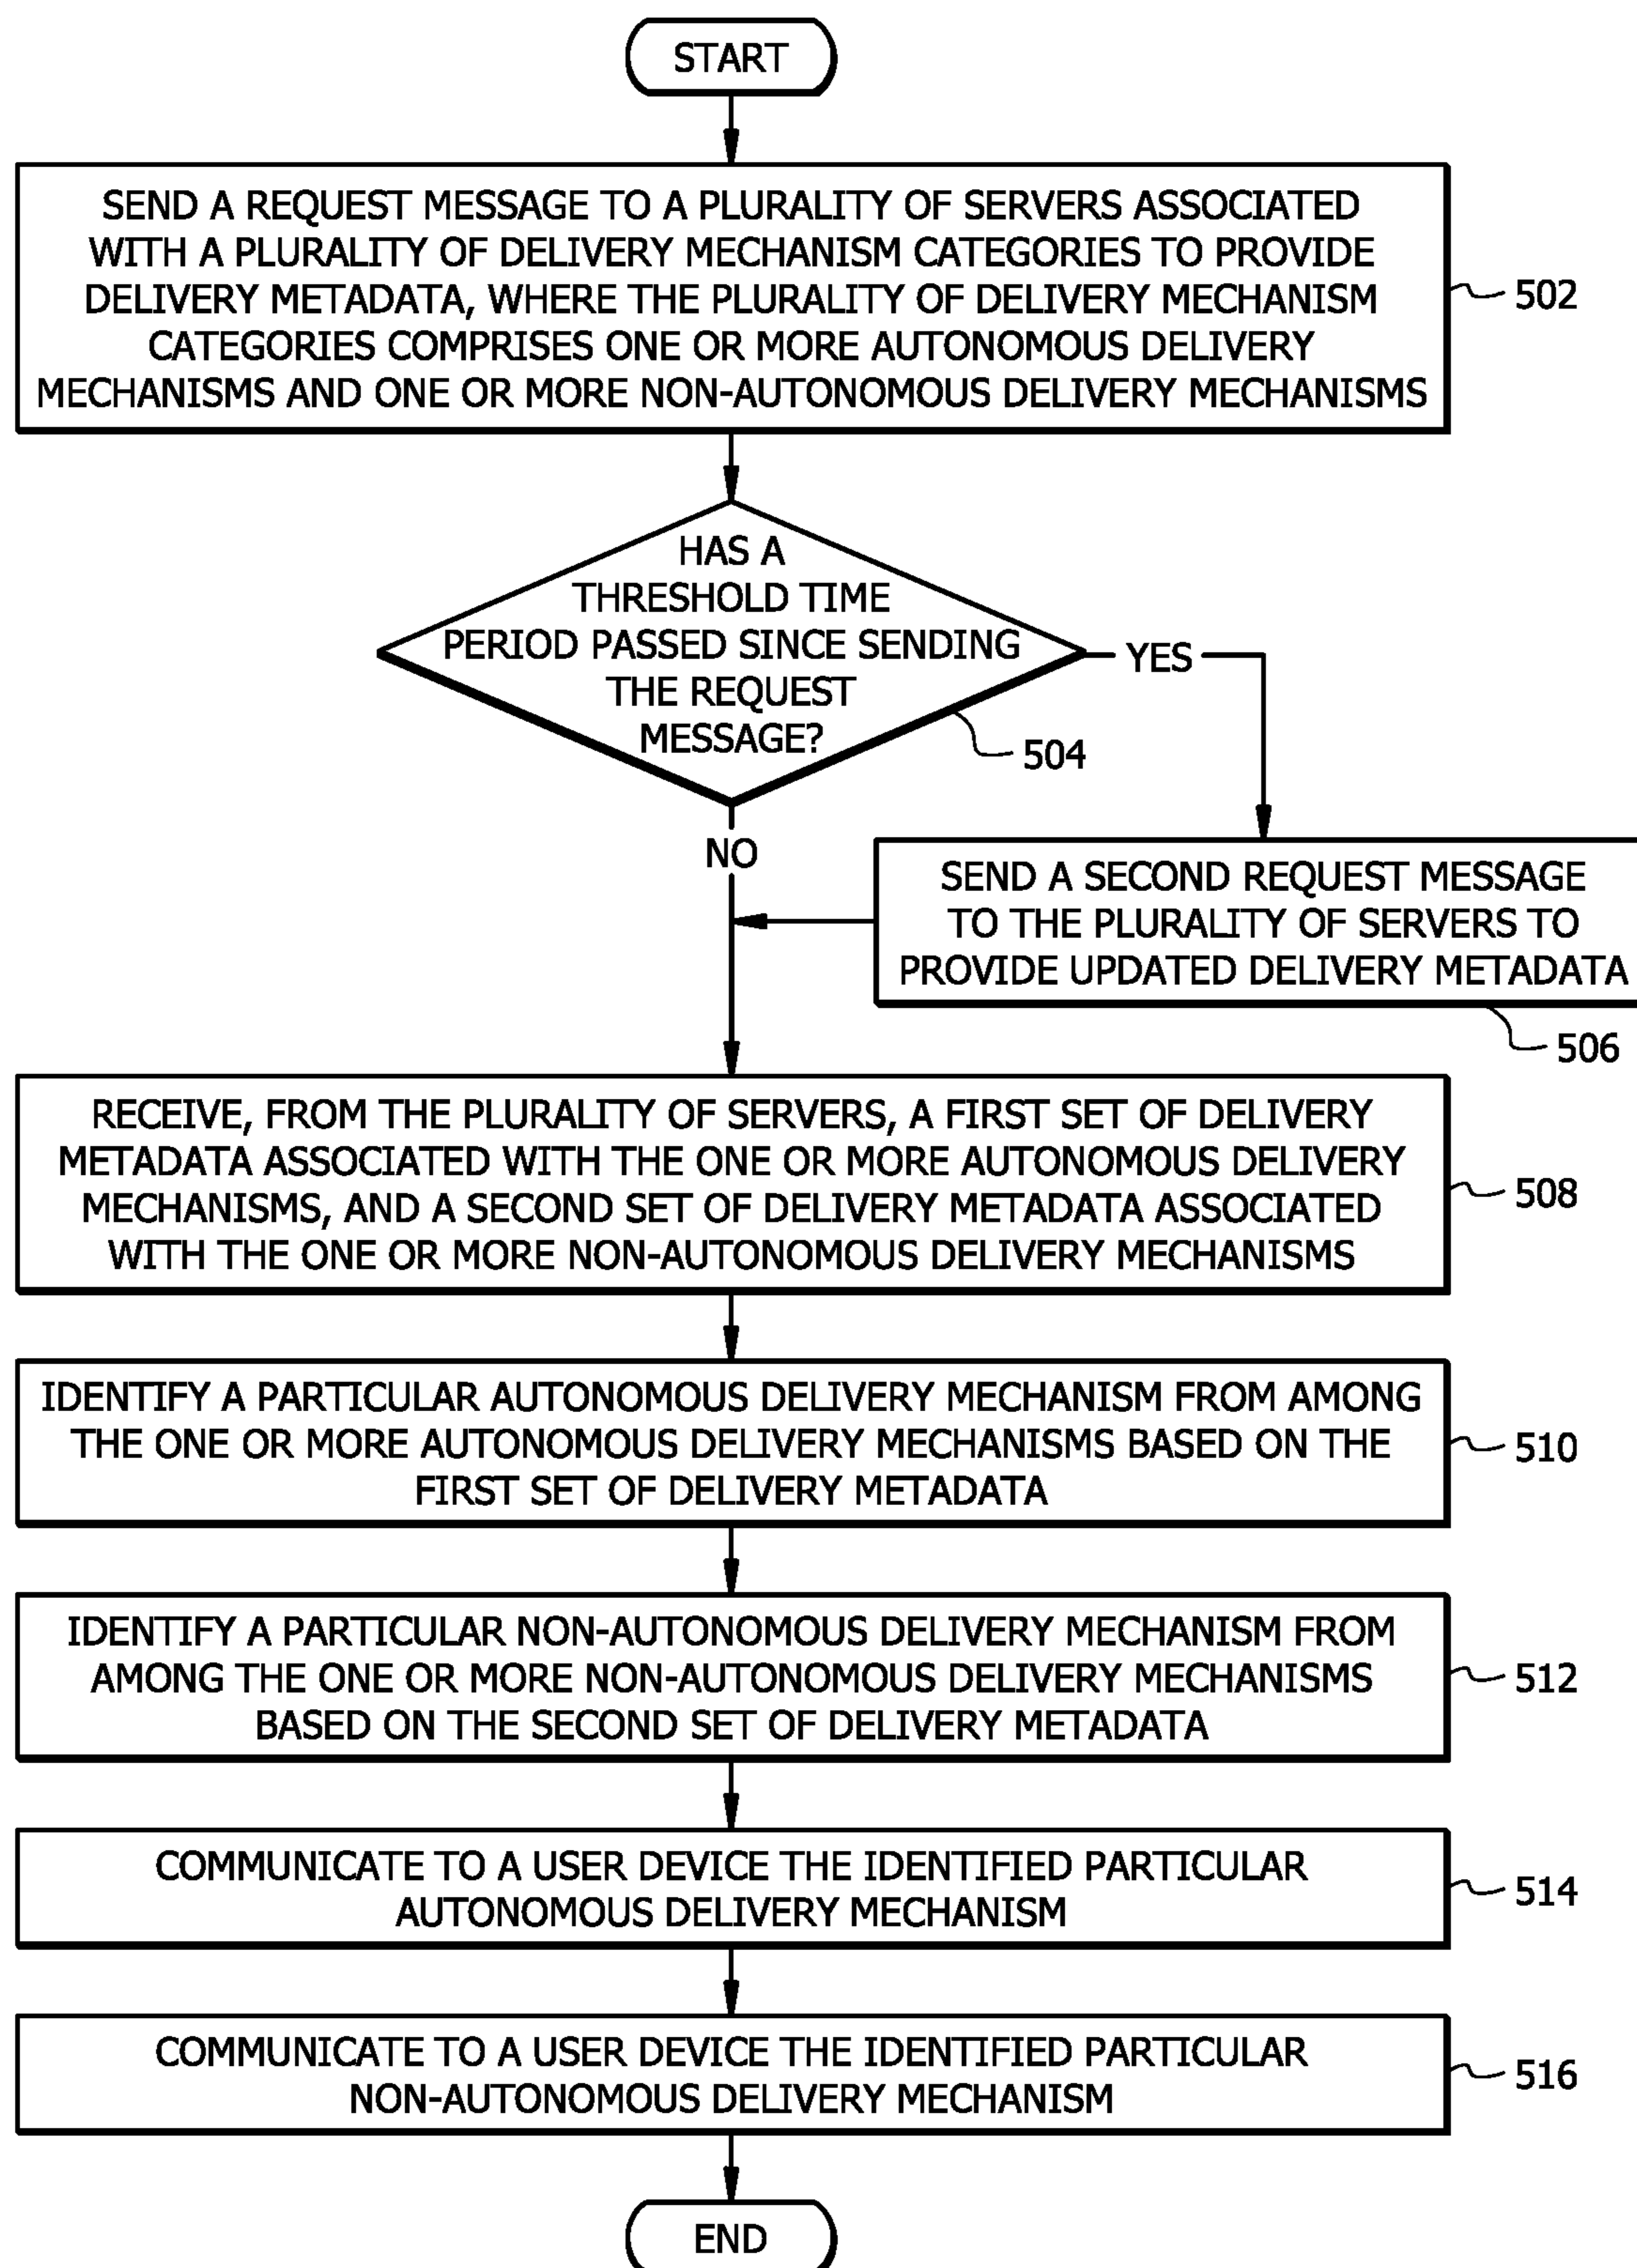 START
SEND A REQUEST MESSAGE TO A PLURALITY OF SERVERS ASSOCIATED
WITH A PLURALITY OF DELIVERY MECHANISM CATEGORIES TO PROVIDE
DELIVERY METADATA, WHERE THE PLURALITY OF DELIVERY MECHANISM
CATEGORIES COMPRISES ONE OR MORE AUTONOMOUS DELIVERY
MECHANISMS AND ONE OR MORE NON-AUTONOMOUS DELIVERY MECHANISMS
502
HAS A
THRESHOLD TIME
PERIOD PASSED SINCE SENDING
THE REQUEST
MESSAGE?
504
YES
NO
SEND A SECOND REQUEST MESSAGE
TO THE PLURALITY OF SERVERS TO
PROVIDE UPDATED DELIVERY METADATA
506
RECEIVE, FROM THE PLURALITY OF SERVERS, A FIRST SET OF DELIVERY
METADATA ASSOCIATED WITH THE ONE OR MORE AUTONOMOUS DELIVERY
MECHANISMS, AND A SECOND SET OF DELIVERY METADATA ASSOCIATED
WITH THE ONE OR MORE NON-AUTONOMOUS DELIVERY MECHANISMS
508
IDENTIFY A PARTICULAR AUTONOMOUS DELIVERY MECHANISM FROM AMONG
THE ONE OR MORE AUTONOMOUS DELIVERY MECHANISMS BASED ON THE
FIRST SET OF DELIVERY METADATA
510
IDENTIFY A PARTICULAR NON-AUTONOMOUS DELIVERY MECHANISM FROM
AMONG THE ONE OR MORE NON-AUTONOMOUS DELIVERY MECHANISMS
BASED ON THE SECOND SET OF DELIVERY METADATA
512
COMMUNICATE TO A USER DEVICE THE IDENTIFIED PARTICULAR
AUTONOMOUS DELIVERY MECHANISM
514
COMMUNICATE TO A USER DEVICE THE IDENTIFIED PARTICULAR
NON-AUTONOMOUS DELIVERY MECHANISM
516
END